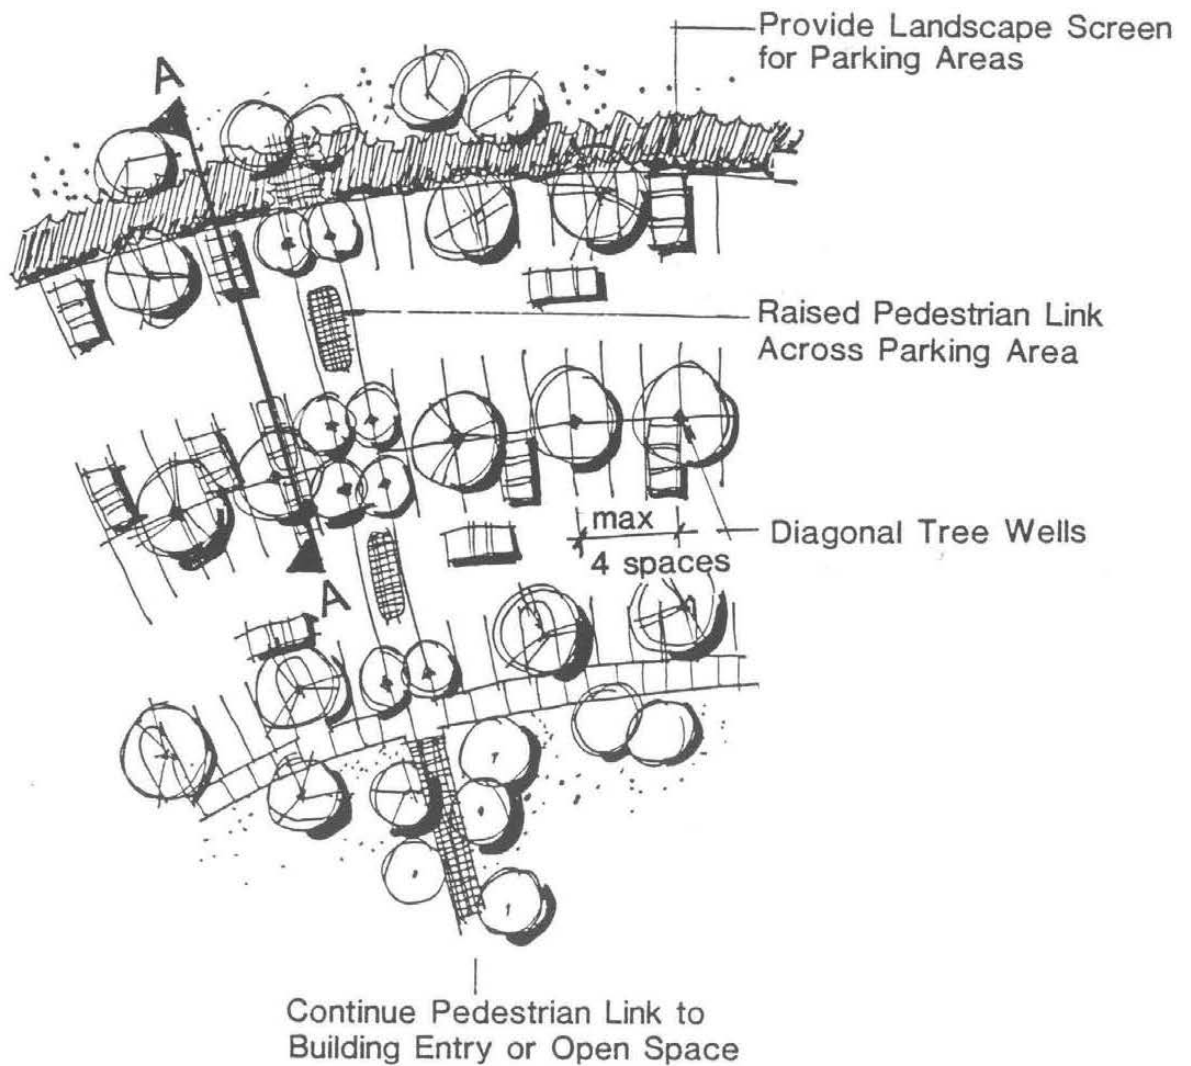 Provide Landscape Screen
for Parking Areas
A
Raised Pedestrian Link
Across Parking Area
max
4 spaces
Diagonal Tree Wells
A
Continue Pedestrian Link to
Building Entry or Open Space